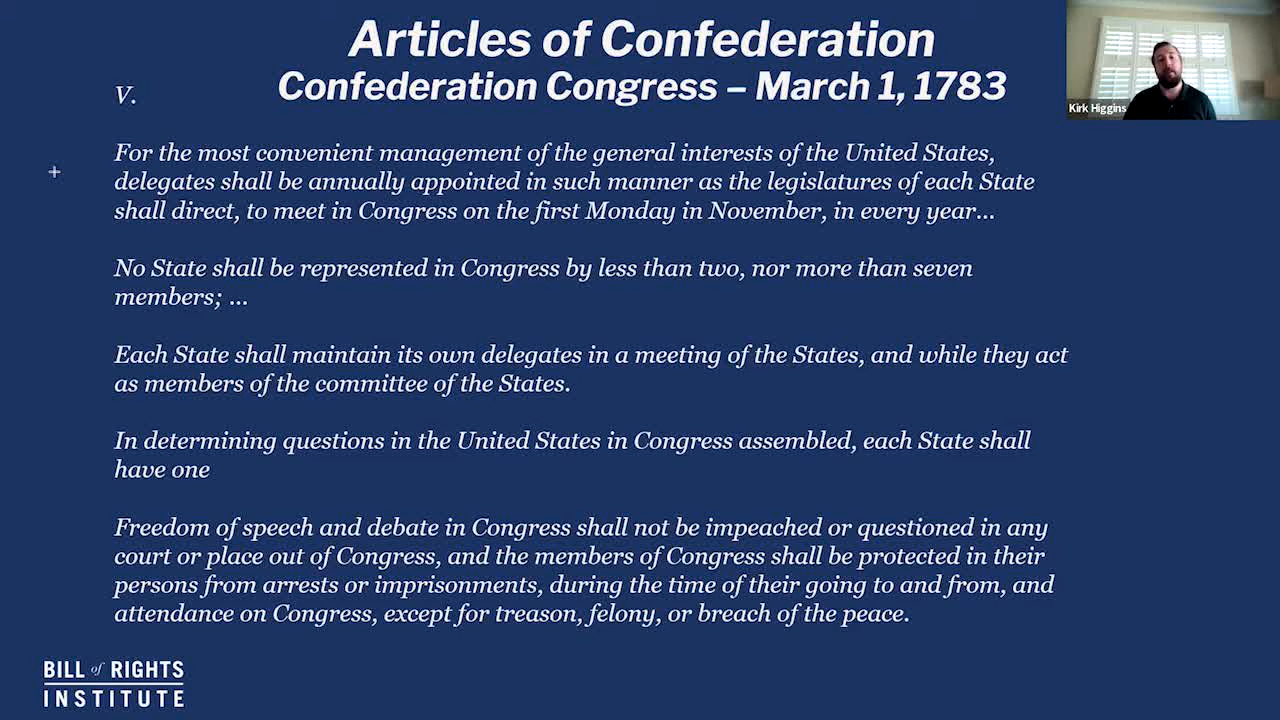 Articles of Confederation
Confederation Congress – March 1, 1783
V.
For the most convenient management of the general interests of the United States,
delegates shall be annually appointed in such manner as the legislatures of each State
shall direct, to meet in Congress on the first Monday in November, in every year...
No State shall be represented in Congress by less than two, nor more than seven
members; ...
Each State shall maintain its own delegates in a meeting of the States, and while they act
as members of the committee of the States.
In determining questions in the United States in Congress assembled, each State shall
have one
Freedom of speech and debate in Congress shall not be impeached or questioned in any
court or place out of Congress, and the members of Congress shall be protected in their
persons from arrests or imprisonments, during the time of their going to and from, and
attendance on Congress, except for treason, felony, or breach of the peace.
Kirk Higgins
BILL of RIGHTS
INSTITUTE